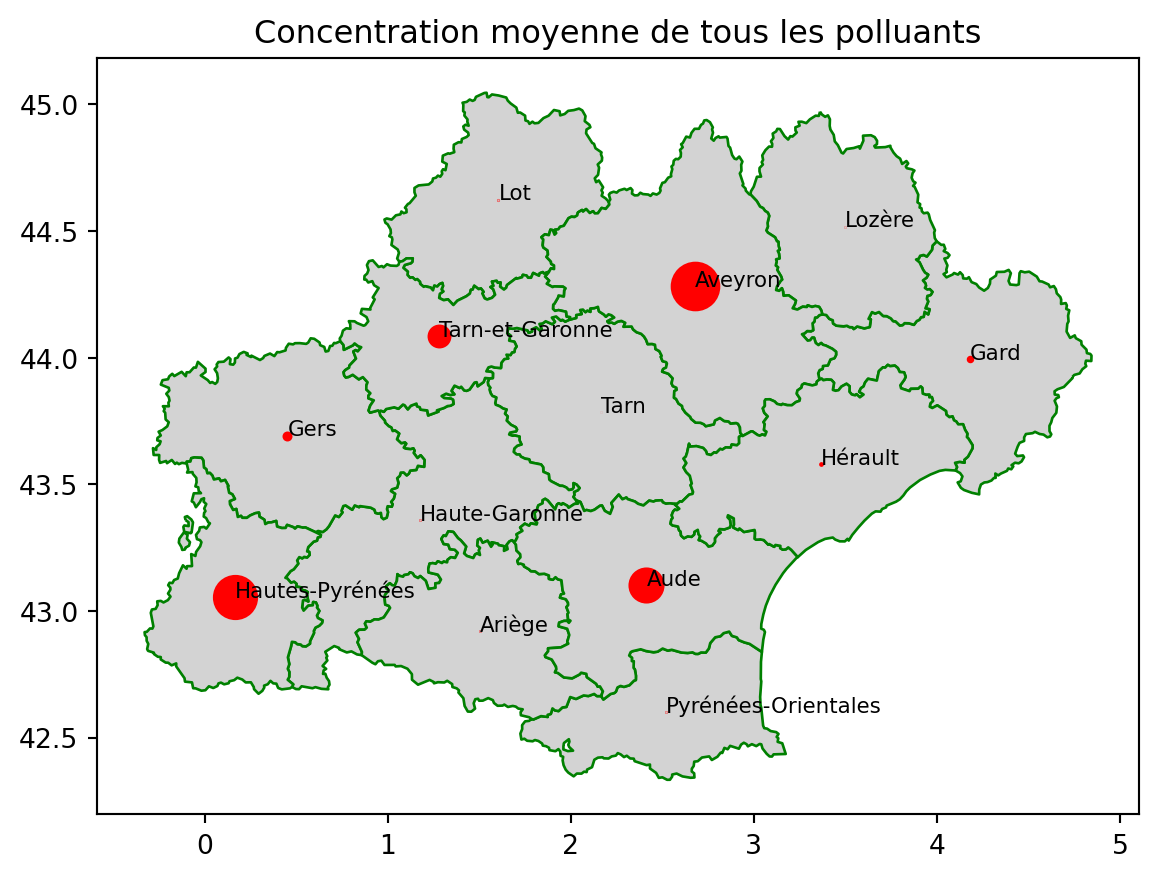 Concentration moyenne de tous les polluants
45.0
44.5
44.0
43.5
43.0
42.5
Lot
Lozère
Aveyron
Tarn-et-Garonne
Gard
Tarn
Gers
Hérault
Haute-Garonne
Hautes-Pyrénées
Aude
Ariège
Pyrénées-Orientales
0 1 2 3 4 5